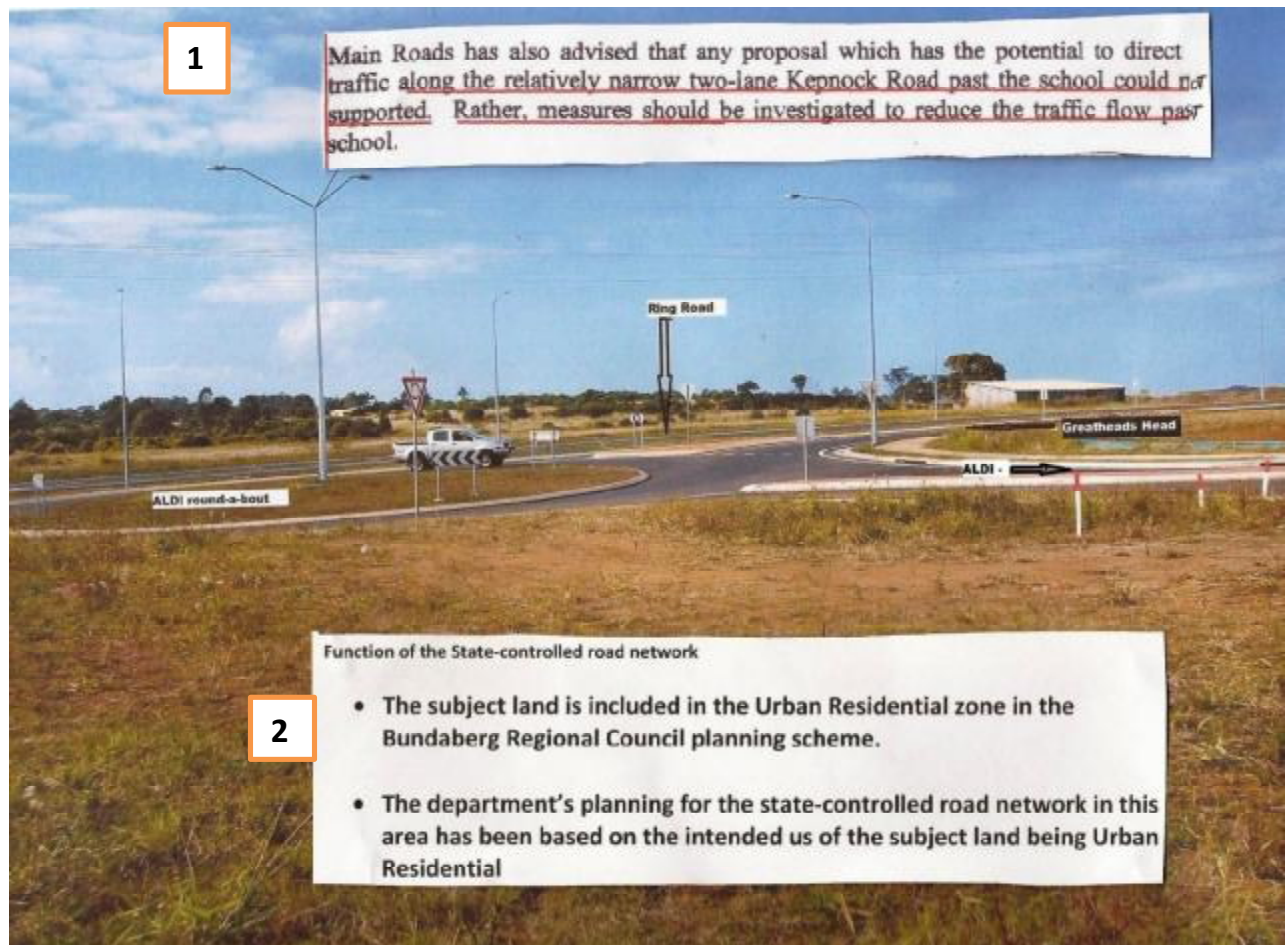 1
Main Roads has also advised that any proposal which has the potential to direct
traffic along the relatively narrow two-lane Kepnock Road past the school could
supported. Rather, measures should be investigated to reduce the traffic flow
school.
Ring Road
Greatheads Head
ALDI -
ALDI round-a-bout
Function of the State-controlled road network
2
• The subject land is included in the Urban Residential zone in the
Bundaberg Regional Council planning scheme.
• The department's planning for the state-controlled road network in this
area has been based on the intended us of the subject land being Urban
Residential